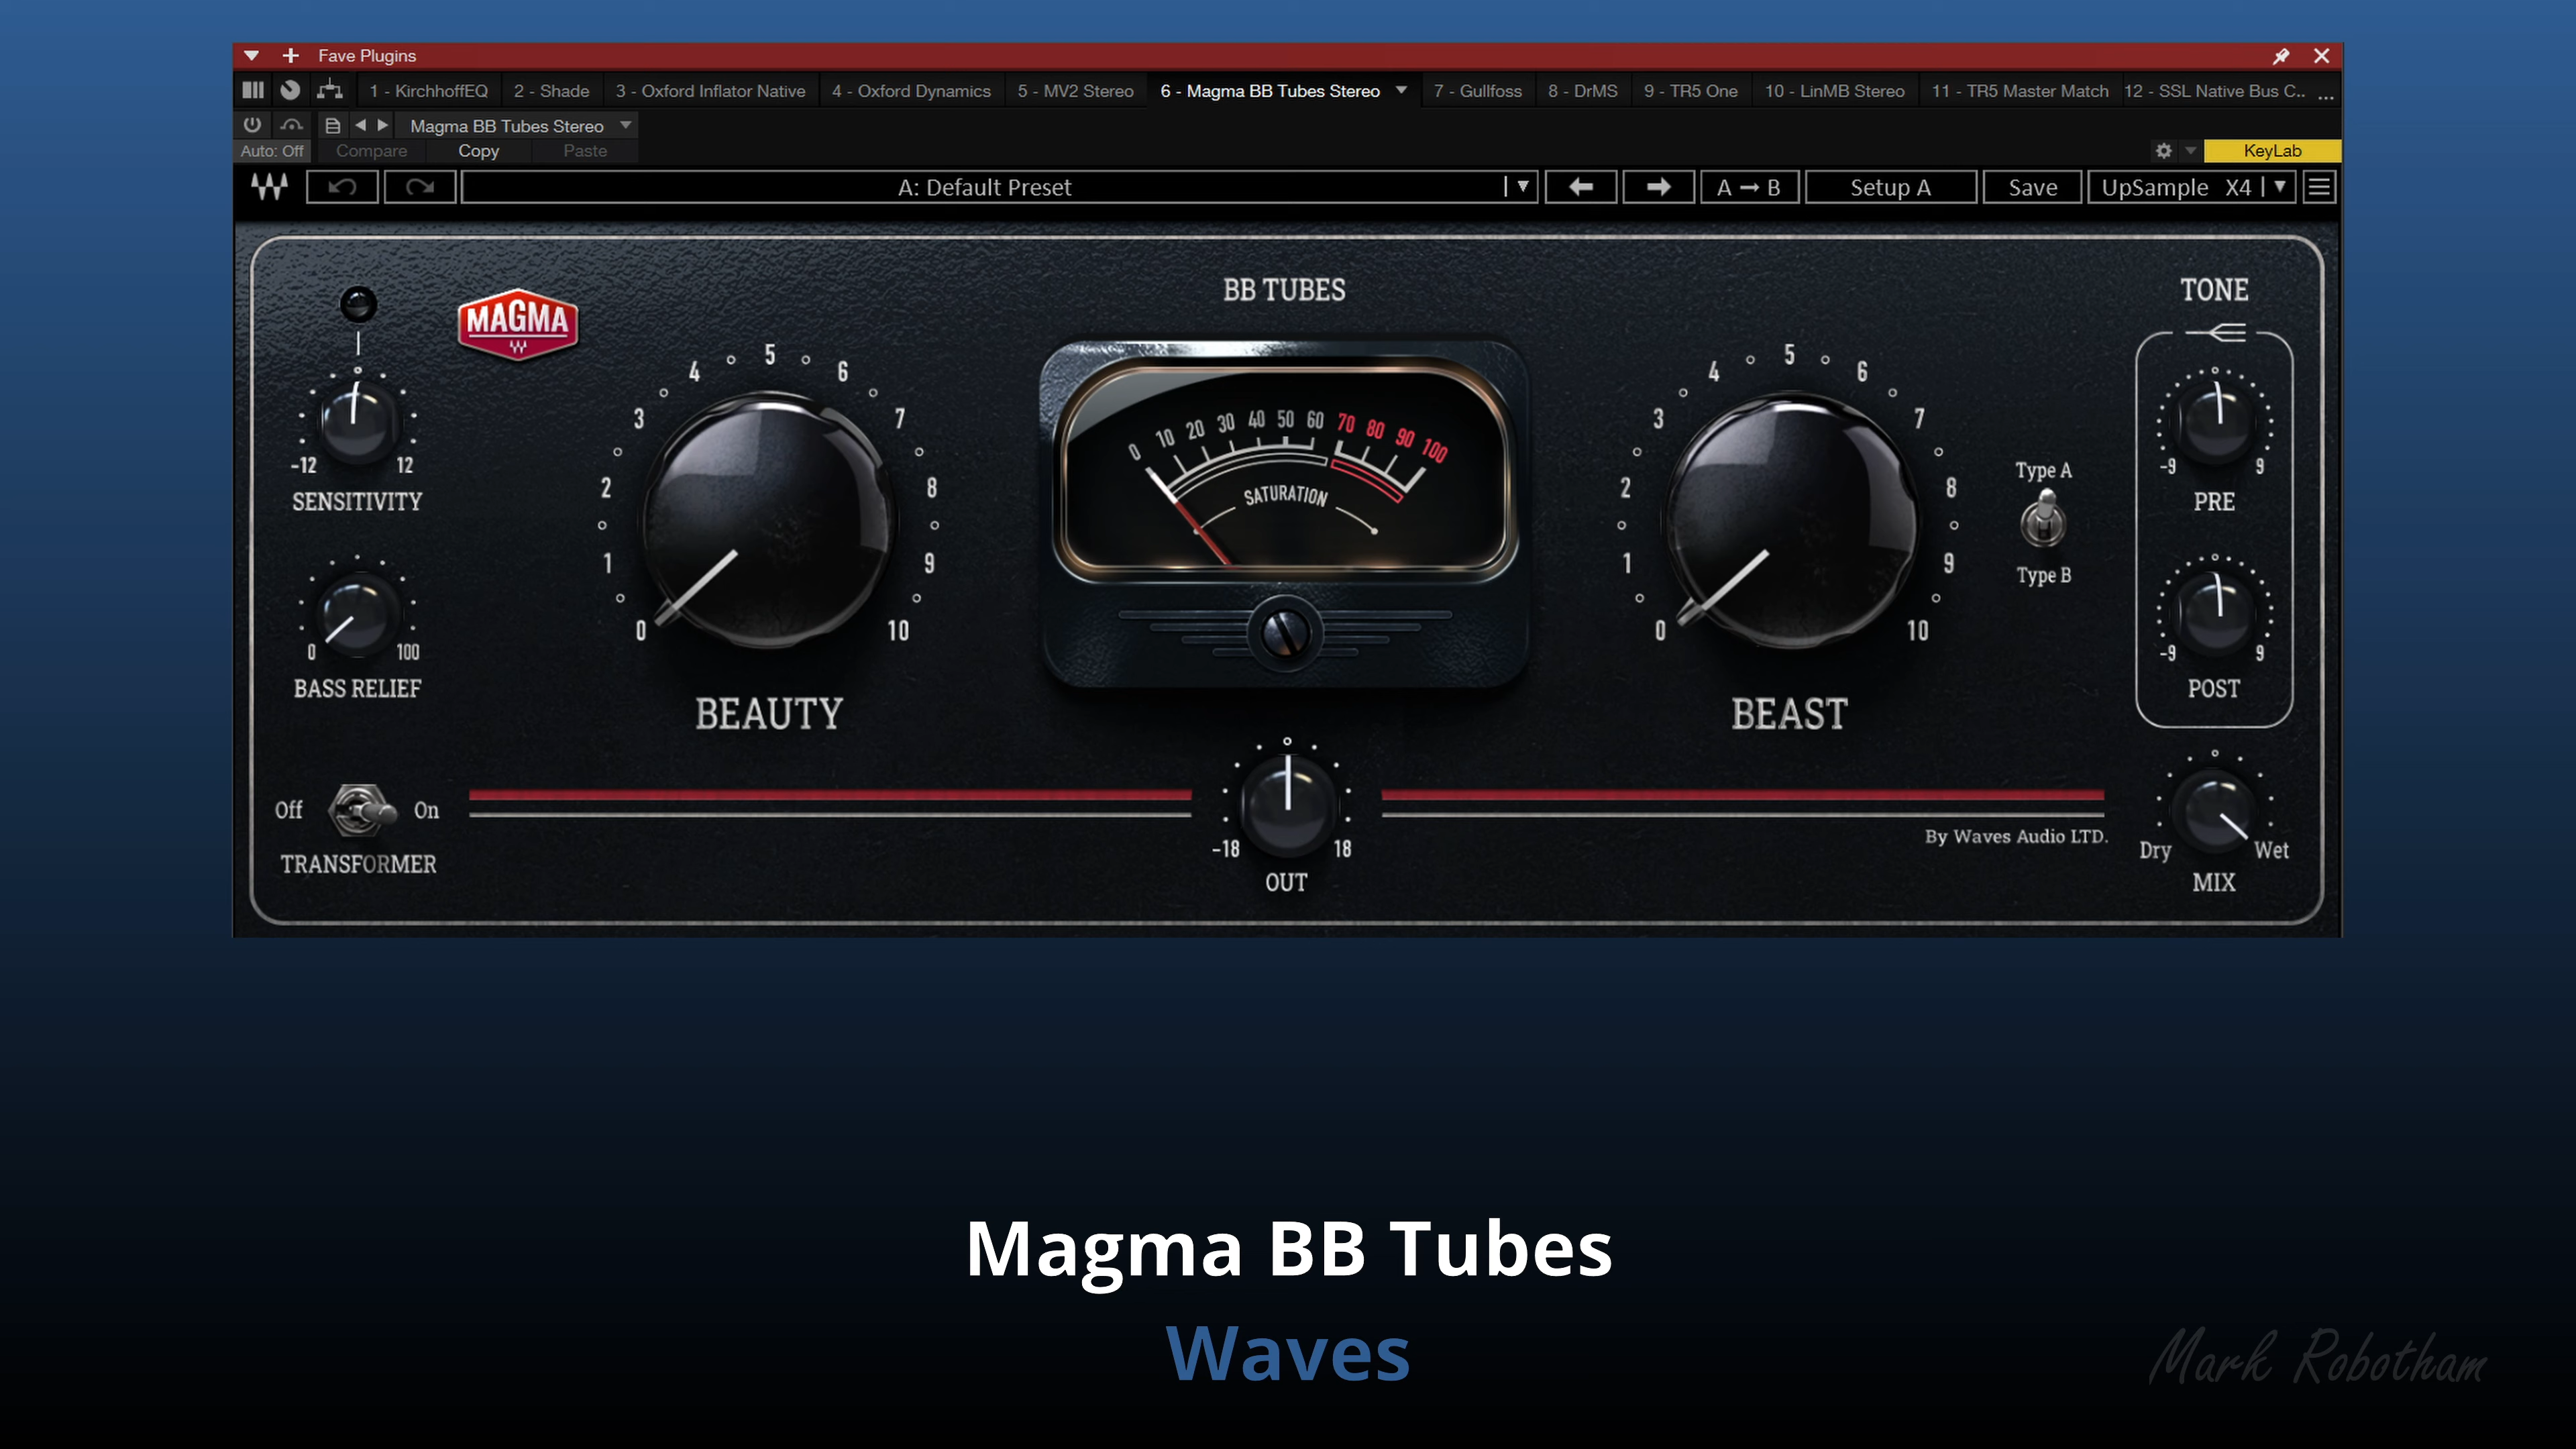 Fave Plugins
1 - KirchhoffEQ 2 - Shade 3 - Oxford Inflator Native 4 - Oxford Dynamics 5 - MV2 Stereo 6 - Magma BB Tubes Stereo 7 - Gullfoss 8 - DrMS 9 - TR5 One 10 - LinMB Stereo 11 - TR5 Master Match 12 - SSL Native Bus C.. ...
Magma BB Tubes Stereo
Auto: Off Compare Copy Paste KeyLab
A: Default Preset A → B Setup A Save UpSample X4
BB TUBES
TONE
MAGMA
-12 12
SENSITIVITY
0 100
BASS RELIEF
Off On
TRANSFORMER
0 1 2 3 4 5 6 7 8 9 10
BEAUTY
0 10 20 30 40 50 60 70 80 90 100
SATURATION
-18 18
OUT
0 1 2 3 4 5 6 7 8 9 10
BEAST
Type A
Type B
-9 9
PRE
-9 9
POST
By Waves Audio LTD.
Dry Wet
MIX
Magma BB Tubes
Waves
Mark Robotham